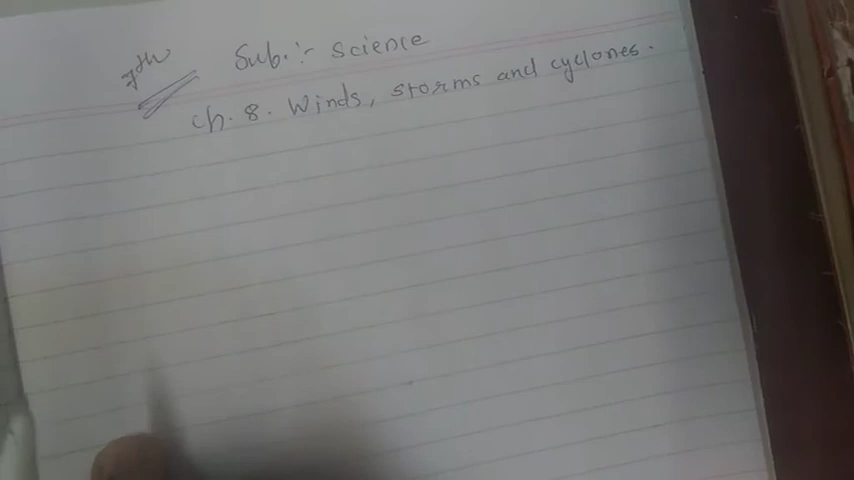 7th
Sub.:- Science
Ch. 8. Winds, storms and cyclones.